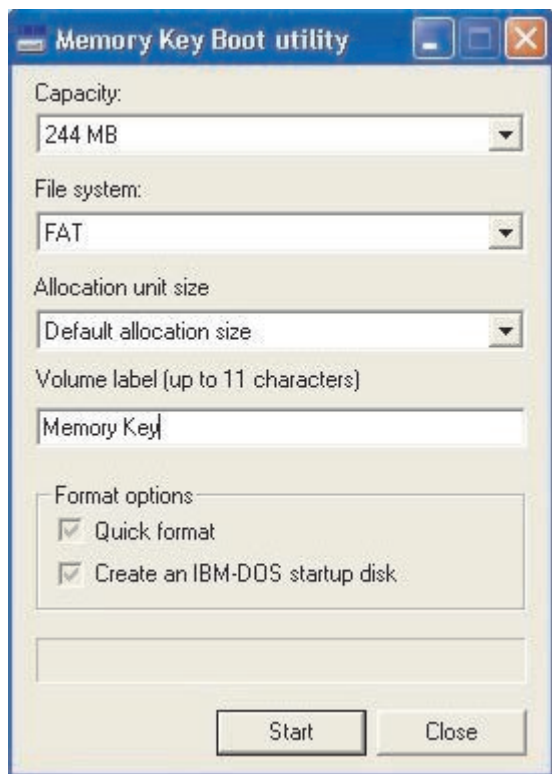 Memory Key Boot utility
Capacity:
244 MB
File system:
FAT
Allocation unit size
Default allocation size
Volume label (up to 11 characters)
Memory Key
Format options
Quick format
Create an IBM-DOS startup disk
Start Close